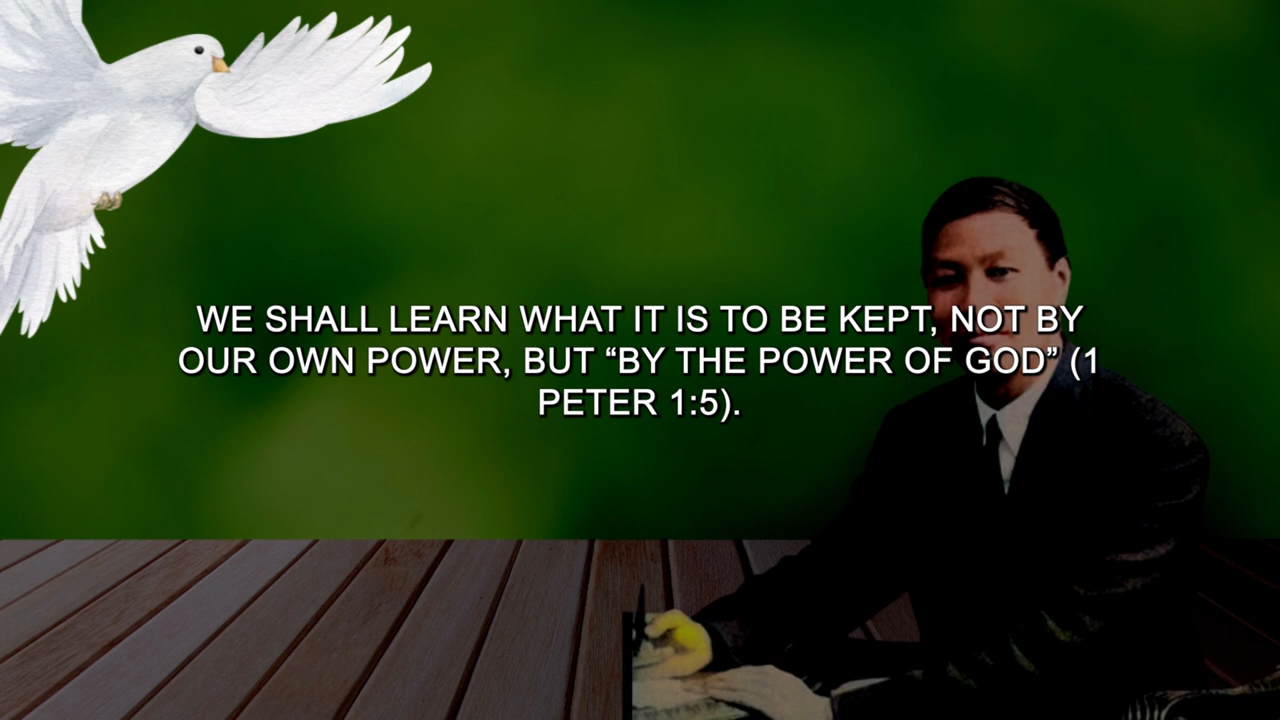 WE SHALL LEARN WHAT IT IS TO BE KEPT, NOT BY
OUR OWN POWER, BUT “BY THE POWER OF GOD” (1
PETER 1:5).